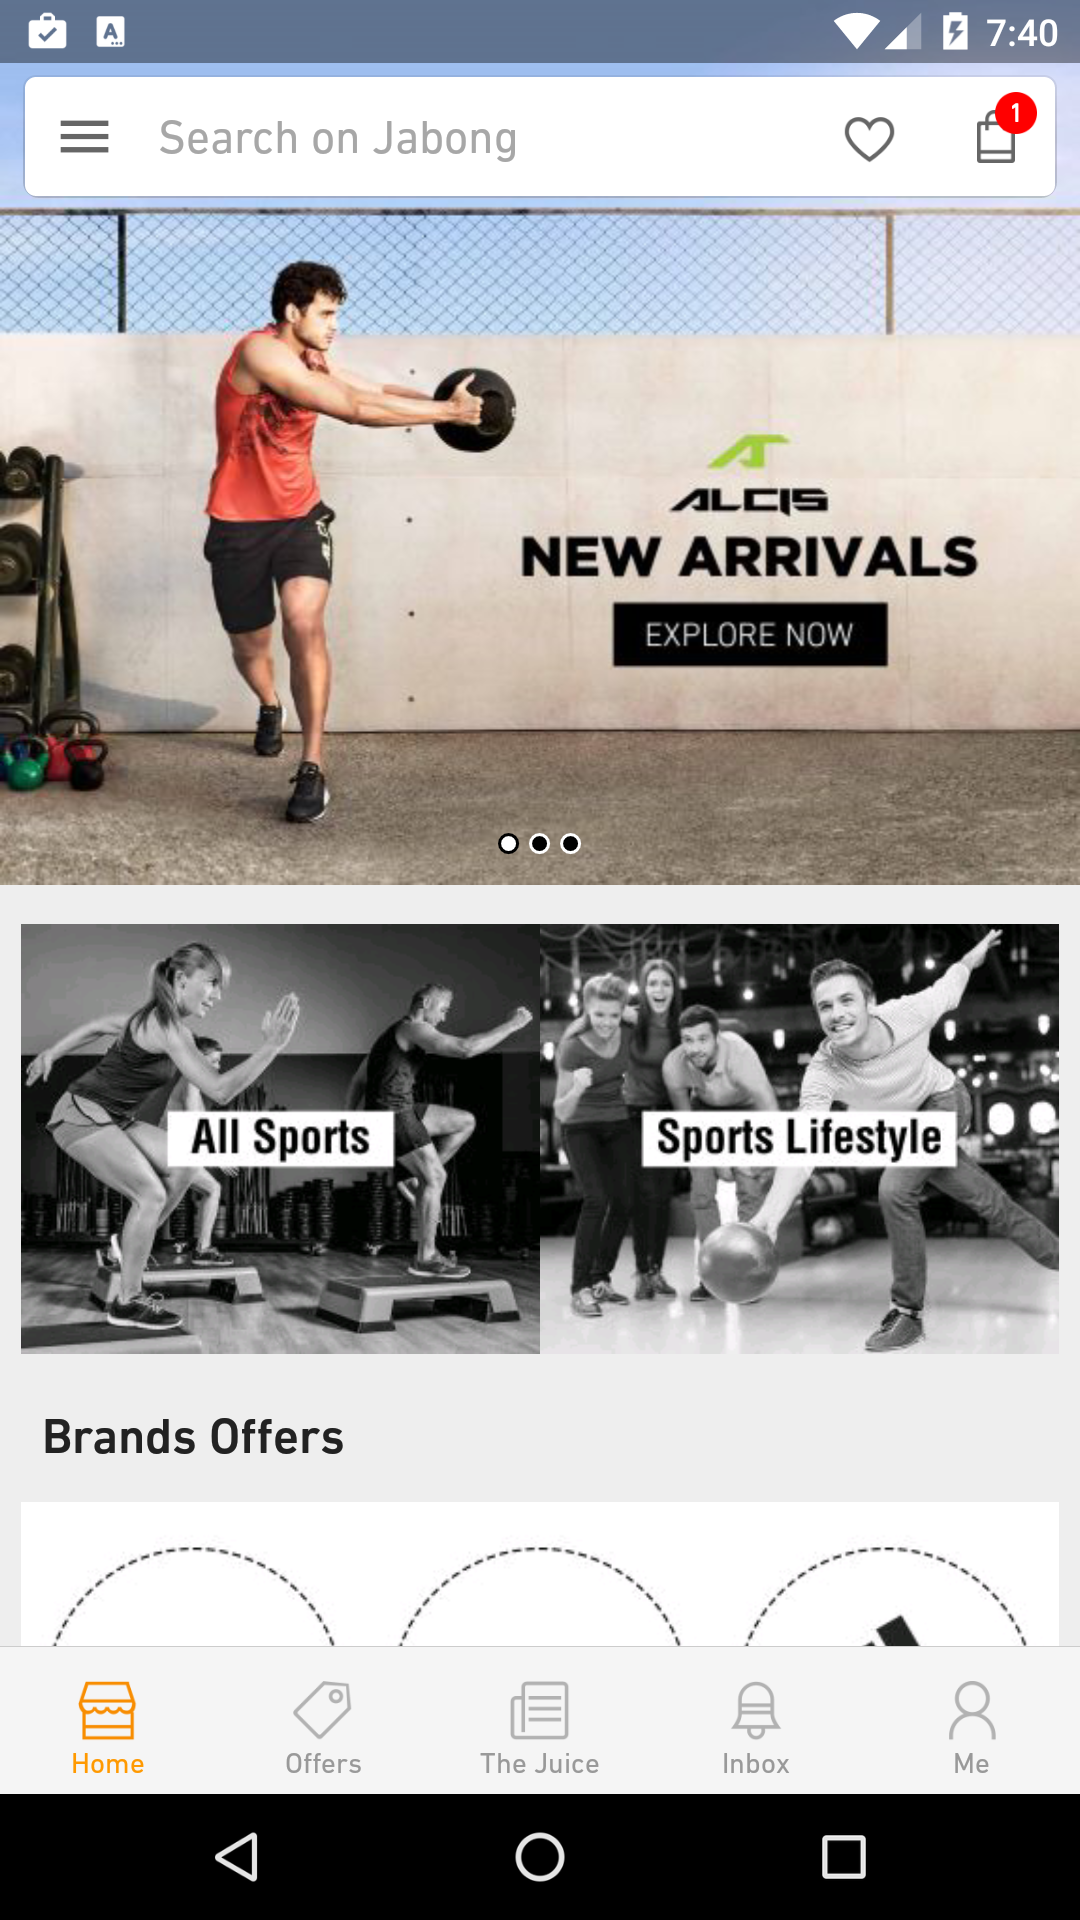 7:40
Search on Jabong
1
ALCIS
NEW ARRIVALS
EXPLORE NOW
All Sports
Sports Lifestyle
Brands Offers
Home
Offers
The Juice
Inbox
Me